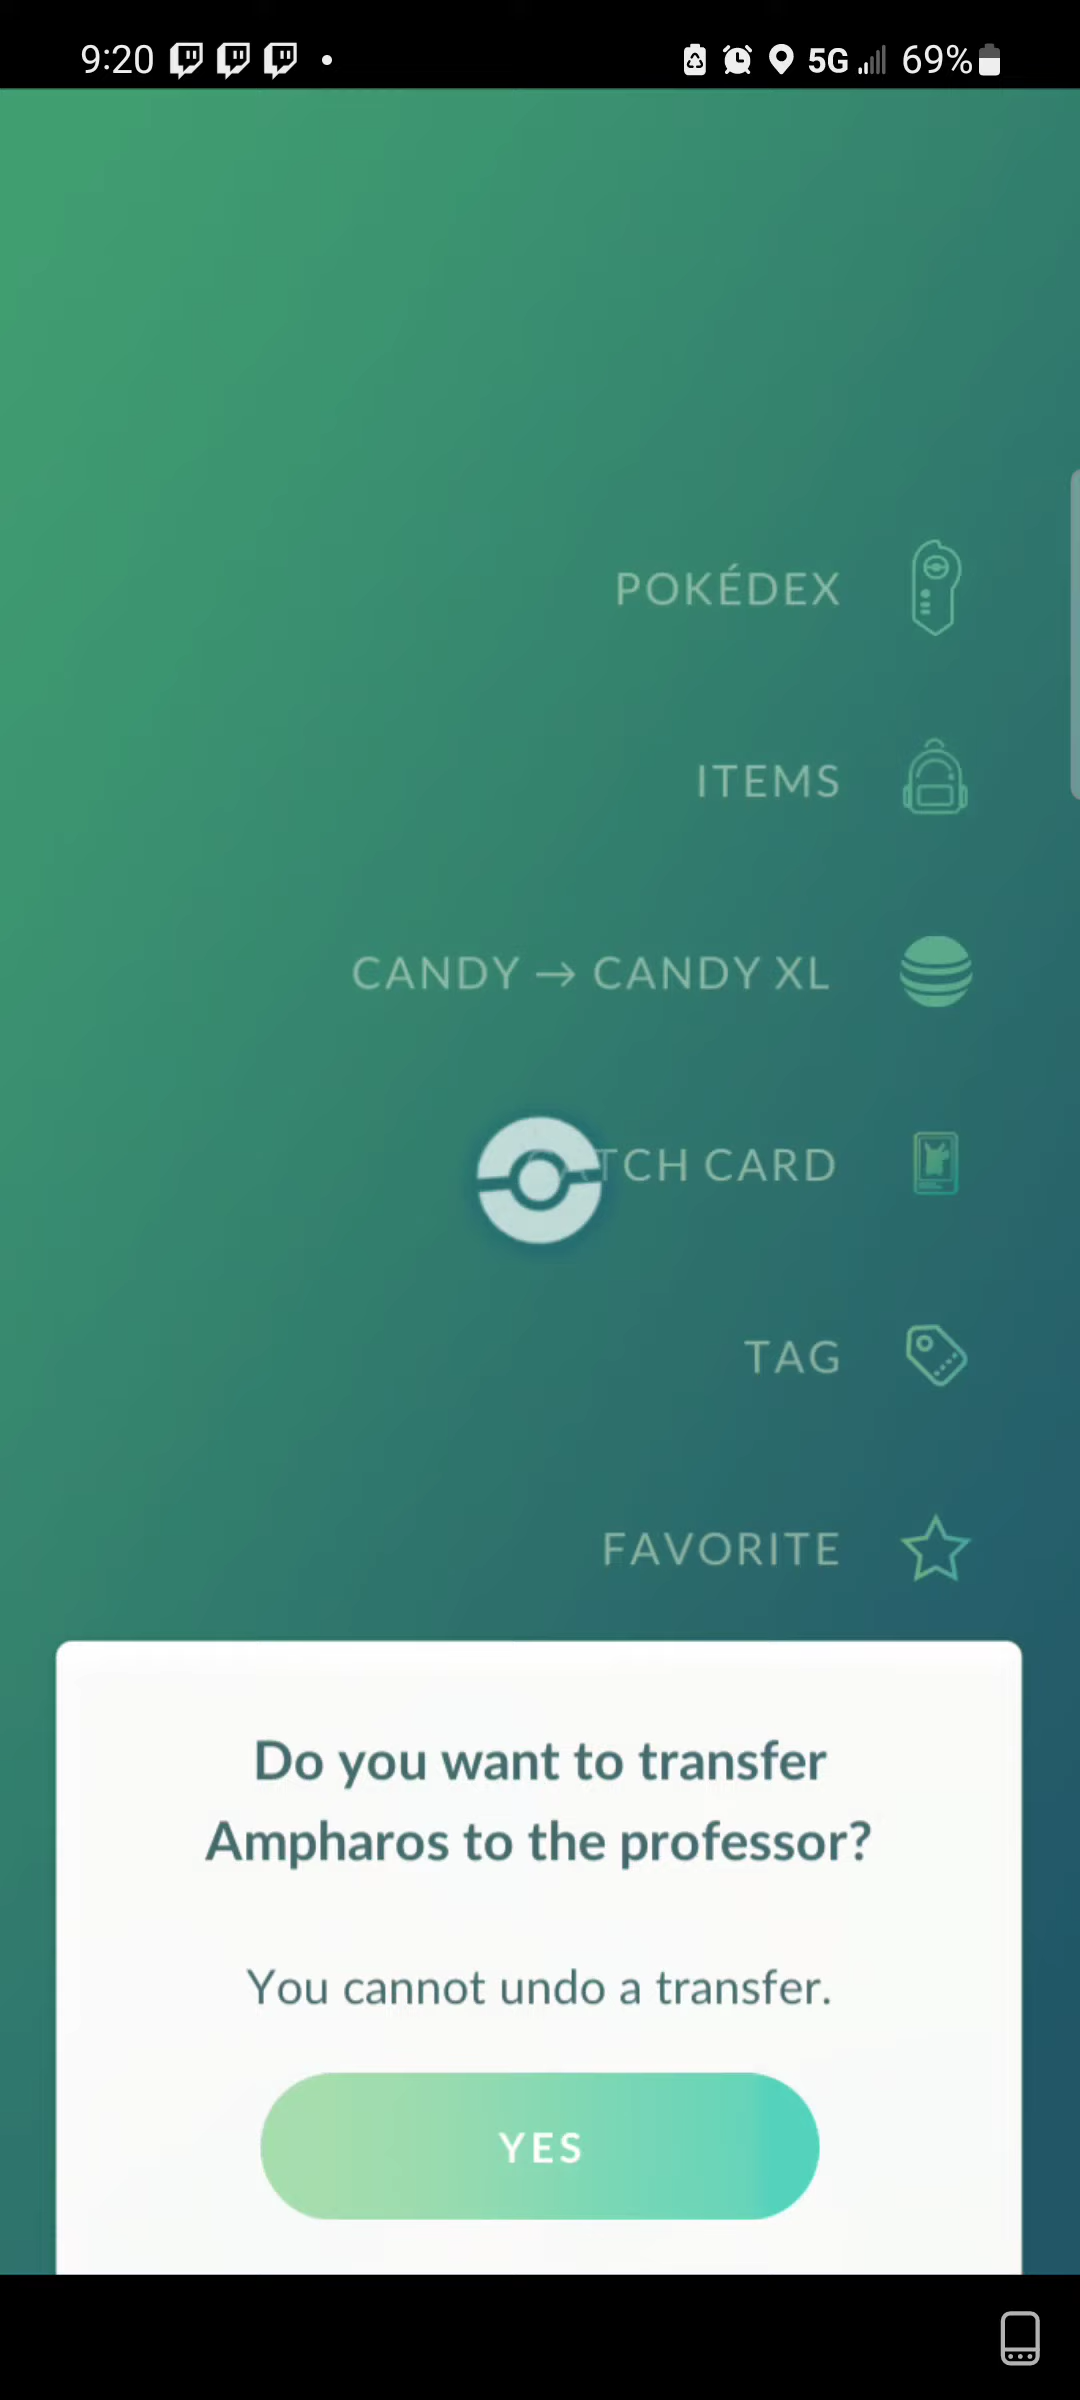 9:20 5G 69%
POKÉDEX
ITEMS
CANDY → CANDY XL
TCH CARD
TAG
FAVORITE
Do you want to transfer
Ampharos to the professor?
You cannot undo a transfer.
YES